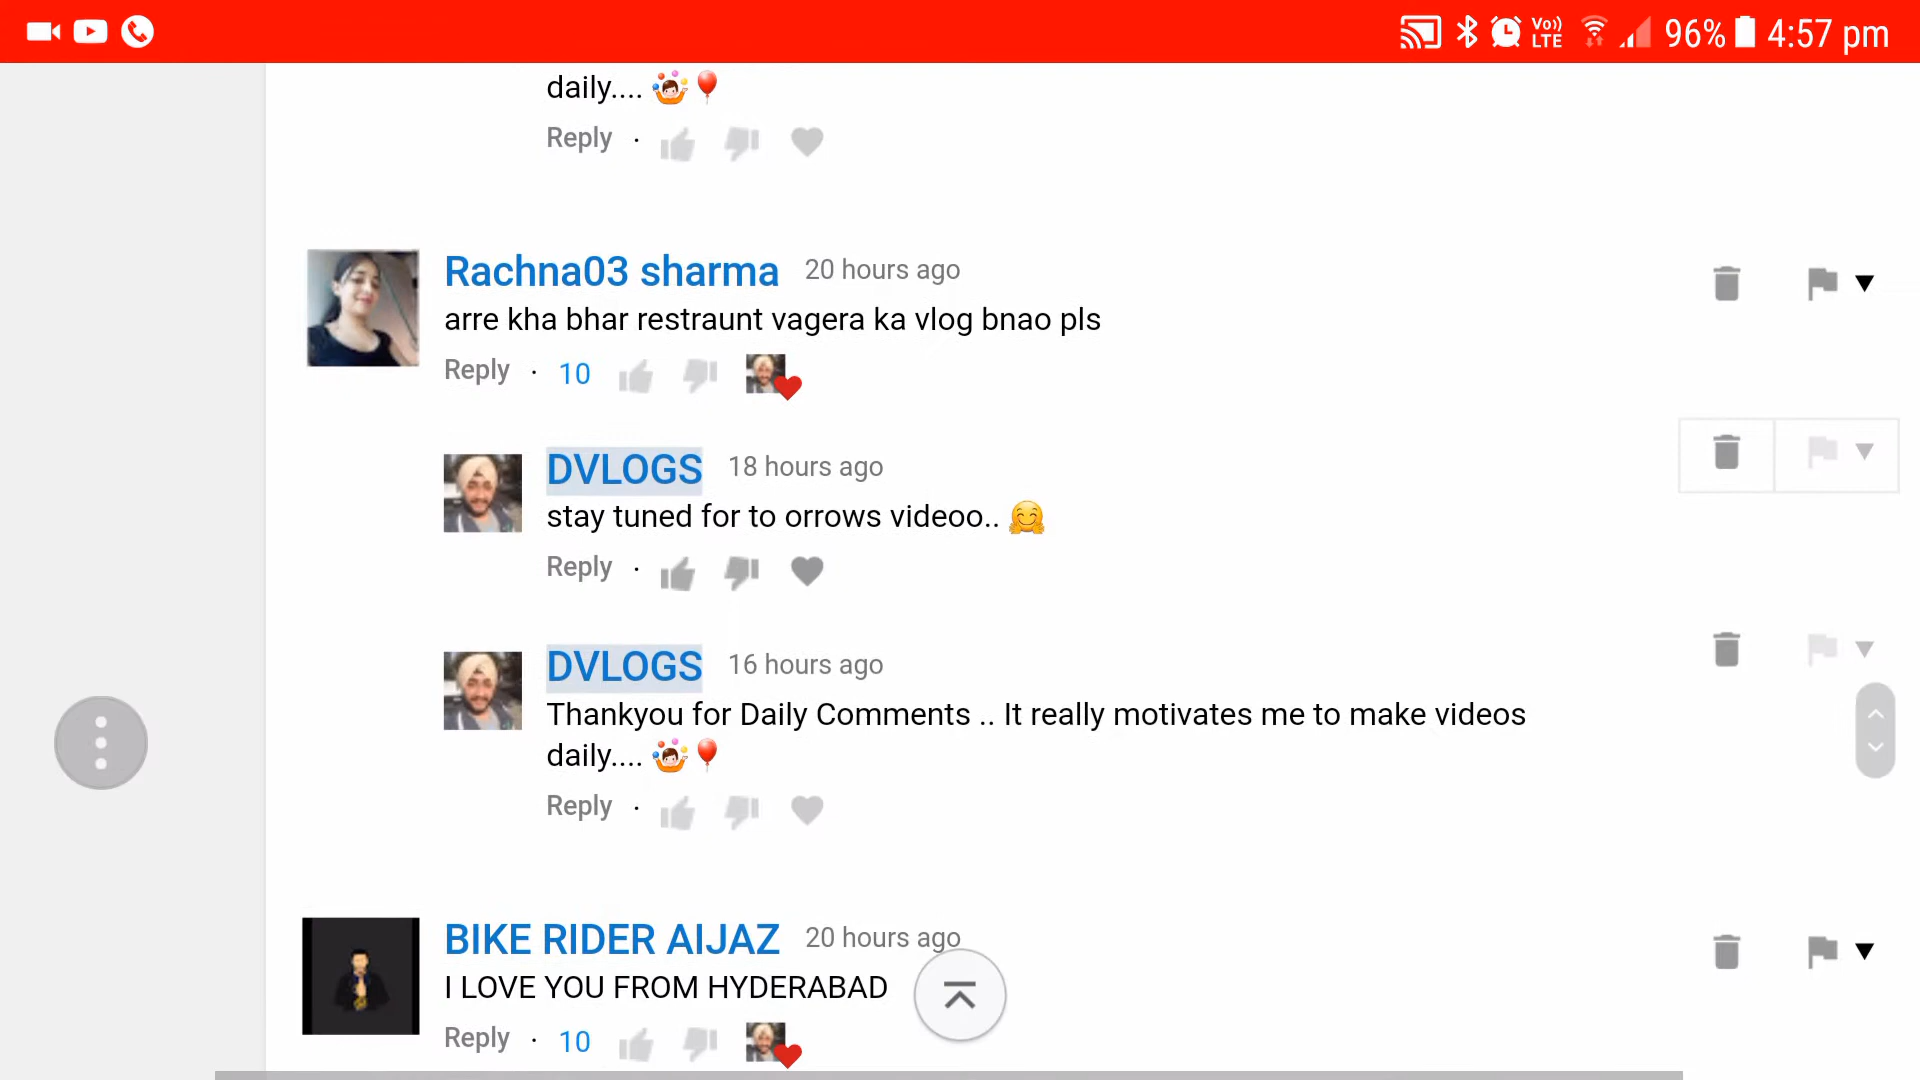 Vo)) LTE 96% 4:57 pm
daily.... 🤹🎈
Reply ·
Rachna03 sharma 20 hours ago
arre kha bhar restraunt vagera ka vlog bnao pls
Reply · 10
DVLOGS 18 hours ago
stay tuned for to orrows videoo.. 🤗
Reply ·
DVLOGS 16 hours ago
Thankyou for Daily Comments .. It really motivates me to make videos
daily.... 🤹🎈
Reply ·
BIKE RIDER AIJAZ 20 hours ago
I LOVE YOU FROM HYDERABAD
Reply · 10